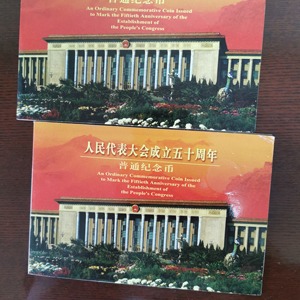 普通纪念币
An Ordinary Commemorative Coin Issued
to Mark the Fiftieth Anniversary of the
Establishment of
the People's Congress
人民代表大会成立五十周年
普通纪念币
An Ordinary Commemorative Coin Issued
to Mark the Fiftieth Anniversary of the
Establishment of
the People's Congress